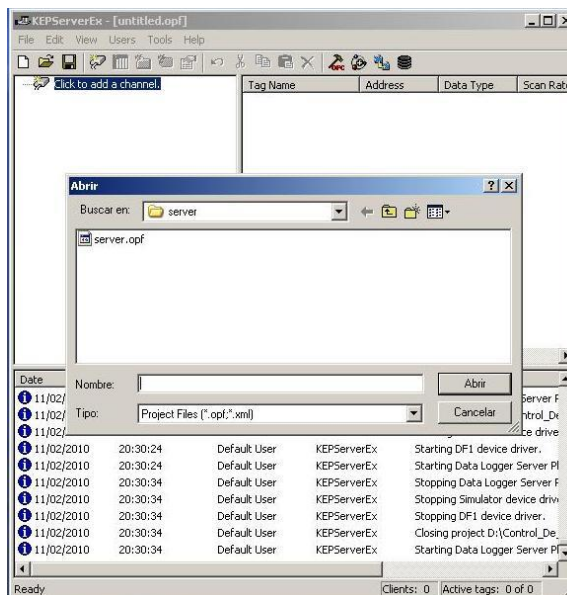 KEPServerEx - [untitled.opf]
File Edit View Users Tools Help
Click to add a channel.
Tag Name Address Data Type Scan Rate
Abrir
Buscar en: server
server.opf
Nombre:
Abrir
Tipo: Project Files (*.opf;*.xml)
Cancelar
Date
11/02/
11/02/
11/02/
11/02/2010 20:30:24 Default User KEPServerEx Starting DF1 device driver.
11/02/2010 20:30:24 Default User KEPServerEx Starting Data Logger Server Pl
11/02/2010 20:30:34 Default User KEPServerEx Stopping Data Logger Server P
11/02/2010 20:30:34 Default User KEPServerEx Stopping Simulator device driv
11/02/2010 20:30:34 Default User KEPServerEx Stopping DF1 device driver.
11/02/2010 20:30:34 Default User KEPServerEx Closing project D:\Control_De_
11/02/2010 20:30:34 Default User KEPServerEx Starting Data Logger Server Pl
Ready
Clients: 0 Active tags: 0 of 0